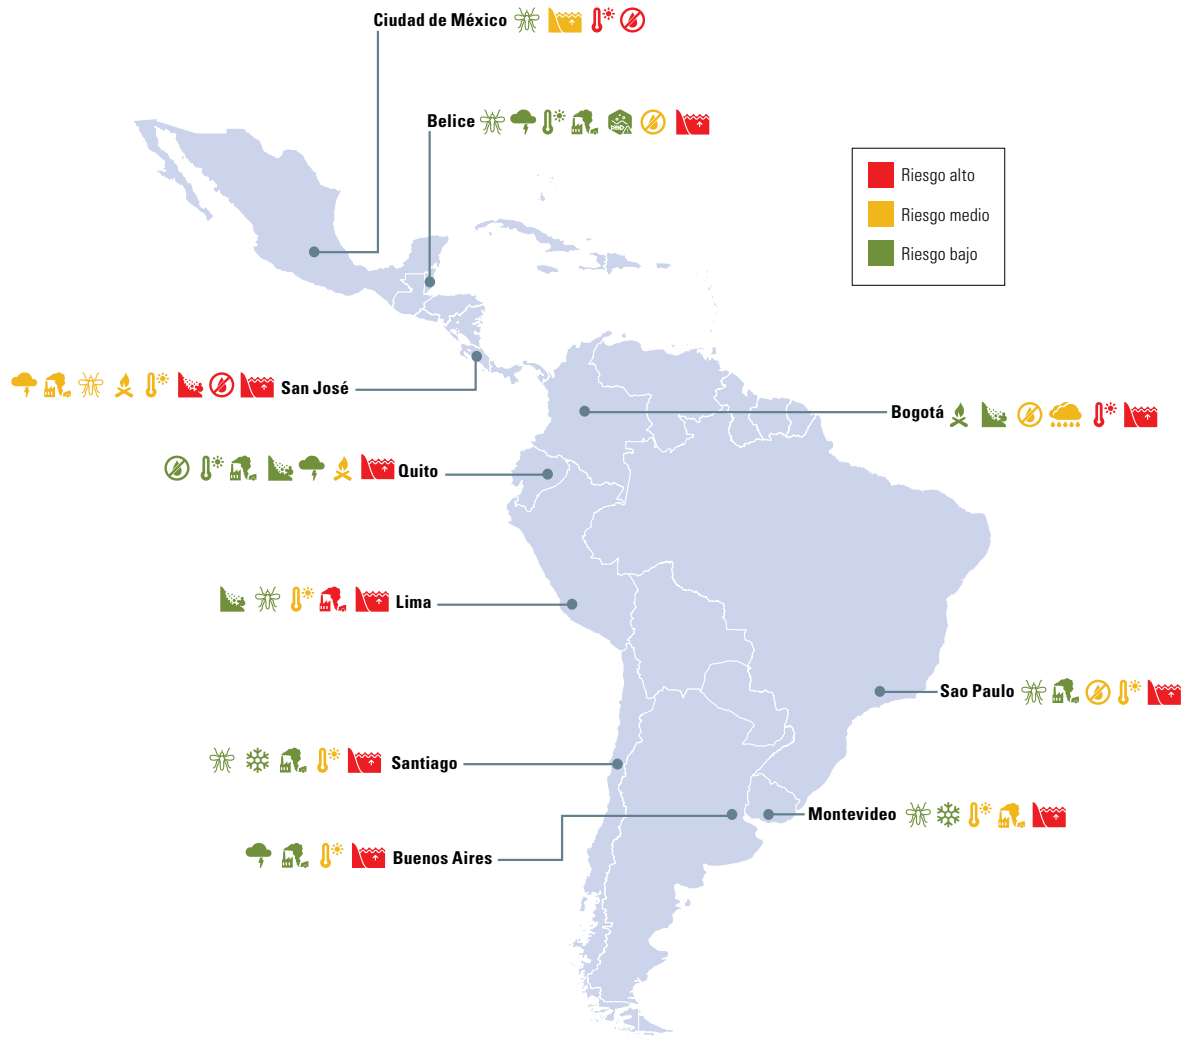 Ciudad de México
Belice
Riesgo alto
Riesgo medio
Riesgo bajo
San José
Bogotá
Quito
Lima
Sao Paulo
Santiago
Montevideo
Buenos Aires